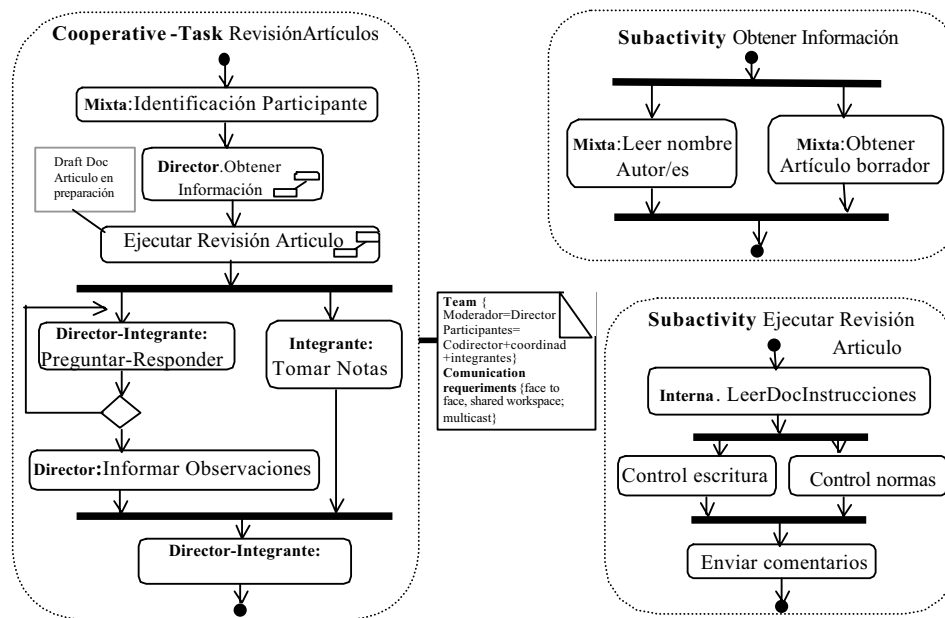 Cooperative-Task RevisiónArtículos
Mixta:Identificación Participante
Director.Obtener
Información
Draft Doc
Articulo en
preparación
Ejecutar Revisión Articulo
Director-Integrante:
Preguntar-Responder
Integrante:
Tomar Notas
Director:Informar Observaciones
Director-Integrante:
Team {
Moderador=Director
Participantes=
Codirector+coordinad
+integrantes}
Comunication
requeriments {face to
face, shared workspace;
multicast}
Subactivity Obtener Información
Mixta:Leer nombre
Autor/es
Mixta:Obtener
Artículo borrador
Subactivity Ejecutar Revisión
Articulo
Interna. LeerDocInstrucciones
Control escritura
Control normas
Enviar comentarios